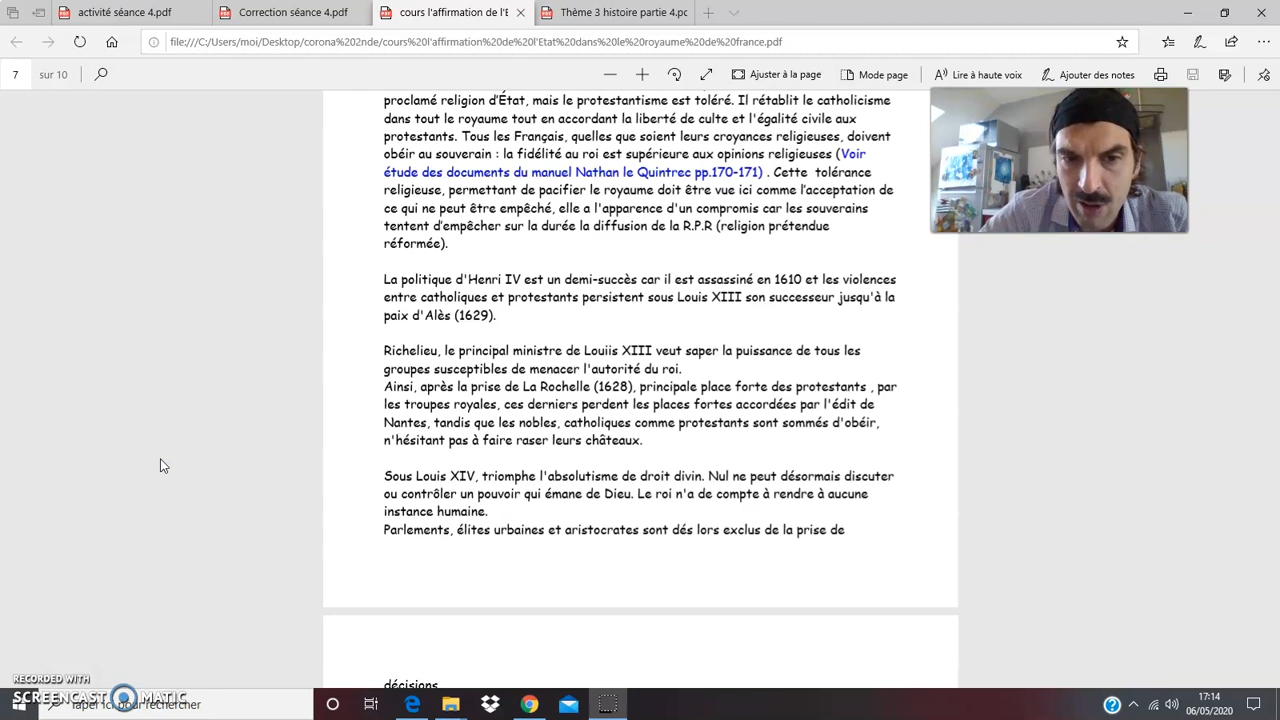 activité séance 4.pdf
Correction séance 4.pdf
cours l'affirmation de l'E
Thème 3 histoire partie 4.pc
file:///C:/Users/moi/Desktop/corona%202nde/cours%20l'affirmation%20de%20l'Etat%20dans%20le%20royaume%20de%20france.pdf
7 sur 10
Ajuster à la page
Mode page
Lire à haute voix
Ajouter des notes
proclamé religion d'État, mais le protestantisme est toléré. Il rétablit le catholicisme
dans tout le royaume tout en accordant la liberté de culte et l'égalité civile aux
protestants. Tous les Français, quelles que soient leurs croyances religieuses, doivent
obéir au souverain : la fidélité au roi est supérieure aux opinions religieuses (Voir
étude des documents du manuel Nathan le Quintrec pp.170-171) . Cette tolérance
religieuse, permettant de pacifier le royaume doit être vue ici comme l'acceptation de
ce qui ne peut être empêché, elle a l'apparence d'un compromis car les souverains
tentent d'empêcher sur la durée la diffusion de la R.P.R (religion prétendue
réformée).
La politique d'Henri IV est un demi-succès car il est assassiné en 1610 et les violences
entre catholiques et protestants persistent sous Louis XIII son successeur jusqu'à la
paix d'Alès (1629).
Richelieu, le principal ministre de Louiis XIII veut saper la puissance de tous les
groupes susceptibles de menacer l'autorité du roi.
Ainsi, après la prise de La Rochelle (1628), principale place forte des protestants , par
les troupes royales, ces derniers perdent les places fortes accordées par l'édit de
Nantes, tandis que les nobles, catholiques comme protestants sont sommés d'obéir,
n'hésitant pas à faire raser leurs châteaux.
Sous Louis XIV, triomphe l'absolutisme de droit divin. Nul ne peut désormais discuter
ou contrôler un pouvoir qui émane de Dieu. Le roi n'a de compte à rendre à aucune
instance humaine.
Parlements, élites urbaines et aristocrates sont dés lors exclus de la prise de
décisions
RECORDED WITH
SCREENCAST MATIC
Taper ici pour rechercher
17:14
06/05/2020